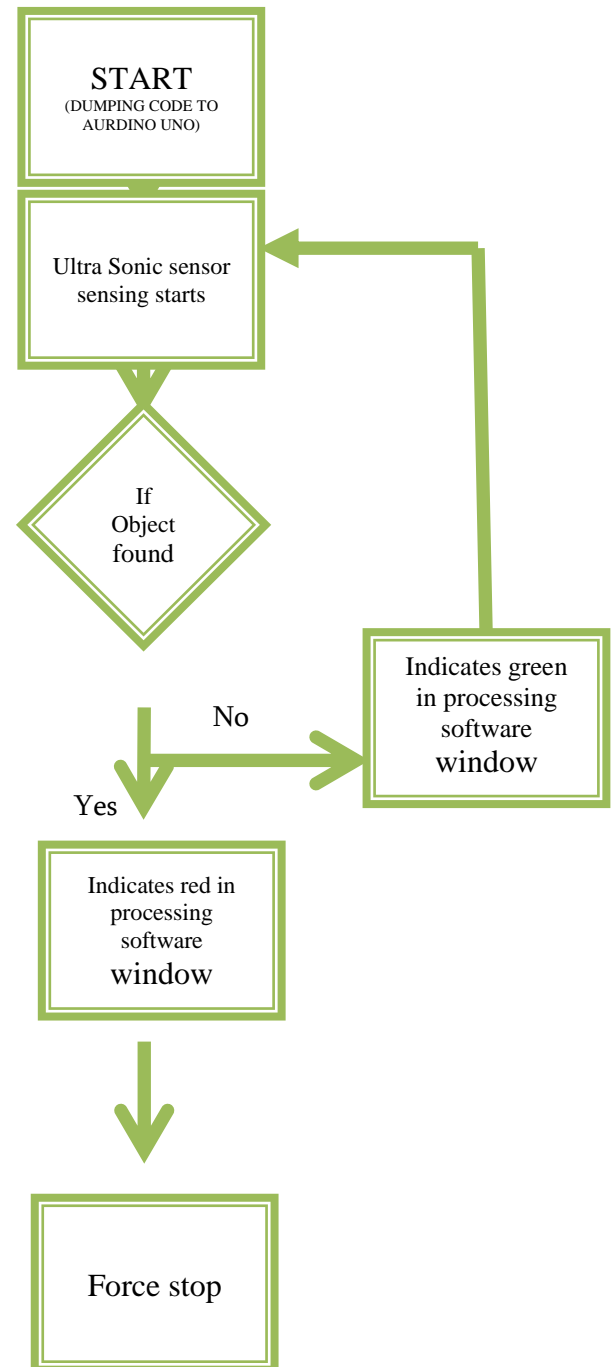 START
(DUMPING CODE TO
AURDINO UNO)
Ultra Sonic sensor
sensing starts
If
Object
found
No
Indicates green
in processing
software
window
Yes
Indicates red in
processing
software
window
Force stop